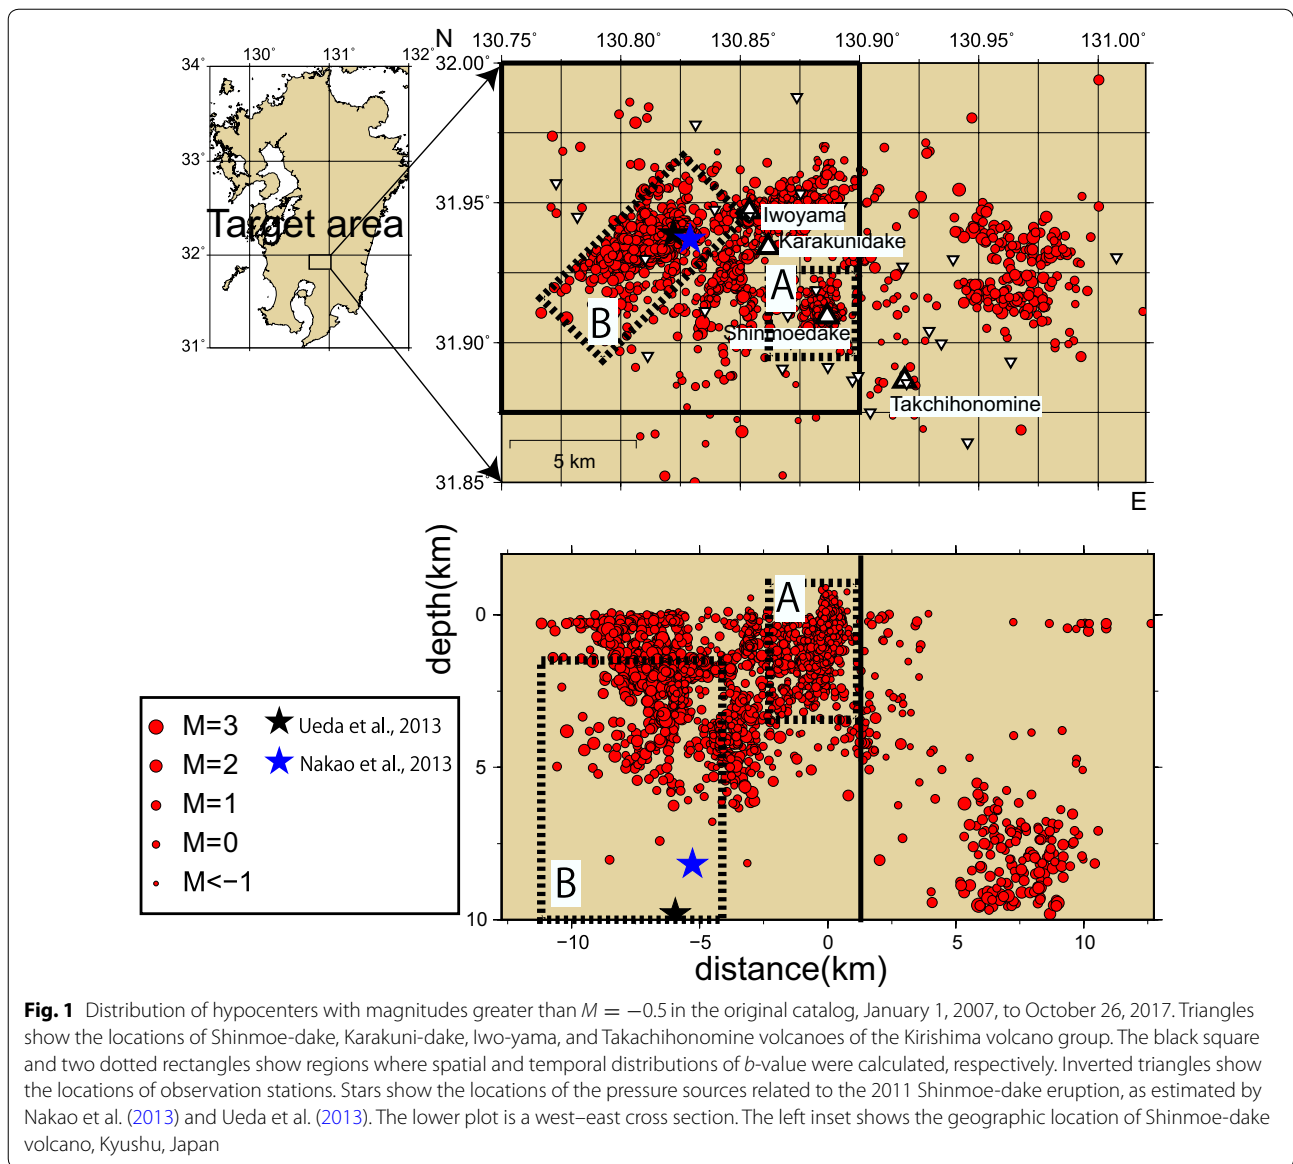 N 130.75° 130.80° 130.85° 130.90° 130.95° 131.00°
130° 131° 132°
34°
33°
32°
31°
Target area
32.00°
31.95°
31.90°
31.85°
Iwoyama
Karakunidake
A
B
Shinmoedake
Takchihonomine
5 km
E
depth(km)
0
5
10
A
B
−10 −5 0 5 10
distance(km)
M=3 Ueda et al., 2013
M=2 Nakao et al., 2013
M=1
M=0
M<−1
Fig. 1 Distribution of hypocenters with magnitudes greater than M = −0.5 in the original catalog, January 1, 2007, to October 26, 2017. Triangles
show the locations of Shinmoe-dake, Karakuni-dake, Iwo-yama, and Takachihonomine volcanoes of the Kirishima volcano group. The black square
and two dotted rectangles show regions where spatial and temporal distributions of b-value were calculated, respectively. Inverted triangles show
the locations of observation stations. Stars show the locations of the pressure sources related to the 2011 Shinmoe-dake eruption, as estimated by
Nakao et al. (2013) and Ueda et al. (2013). The lower plot is a west–east cross section. The left inset shows the geographic location of Shinmoe-dake
volcano, Kyushu, Japan